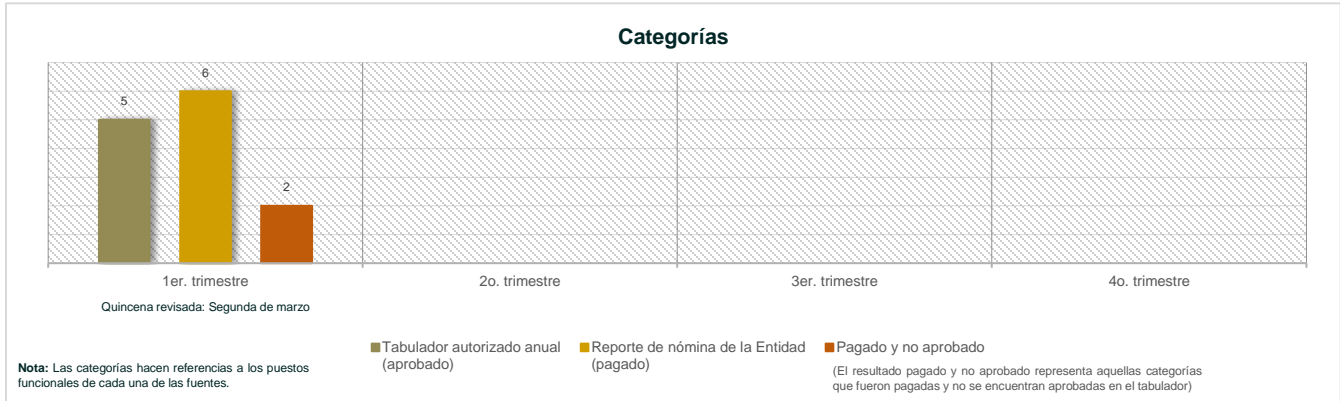 Categorías
5
6
2
1er. trimestre
2o. trimestre
3er. trimestre
4o. trimestre
Quincena revisada: Segunda de marzo
Tabulador autorizado anual
(aprobado)
Reporte de nómina de la Entidad
(pagado)
Pagado y no aprobado
(El resultado pagado y no aprobado representa aquellas categorías
que fueron pagadas y no se encuentran aprobadas en el tabulador)
Nota: Las categorías hacen referencias a los puestos
funcionales de cada una de las fuentes.